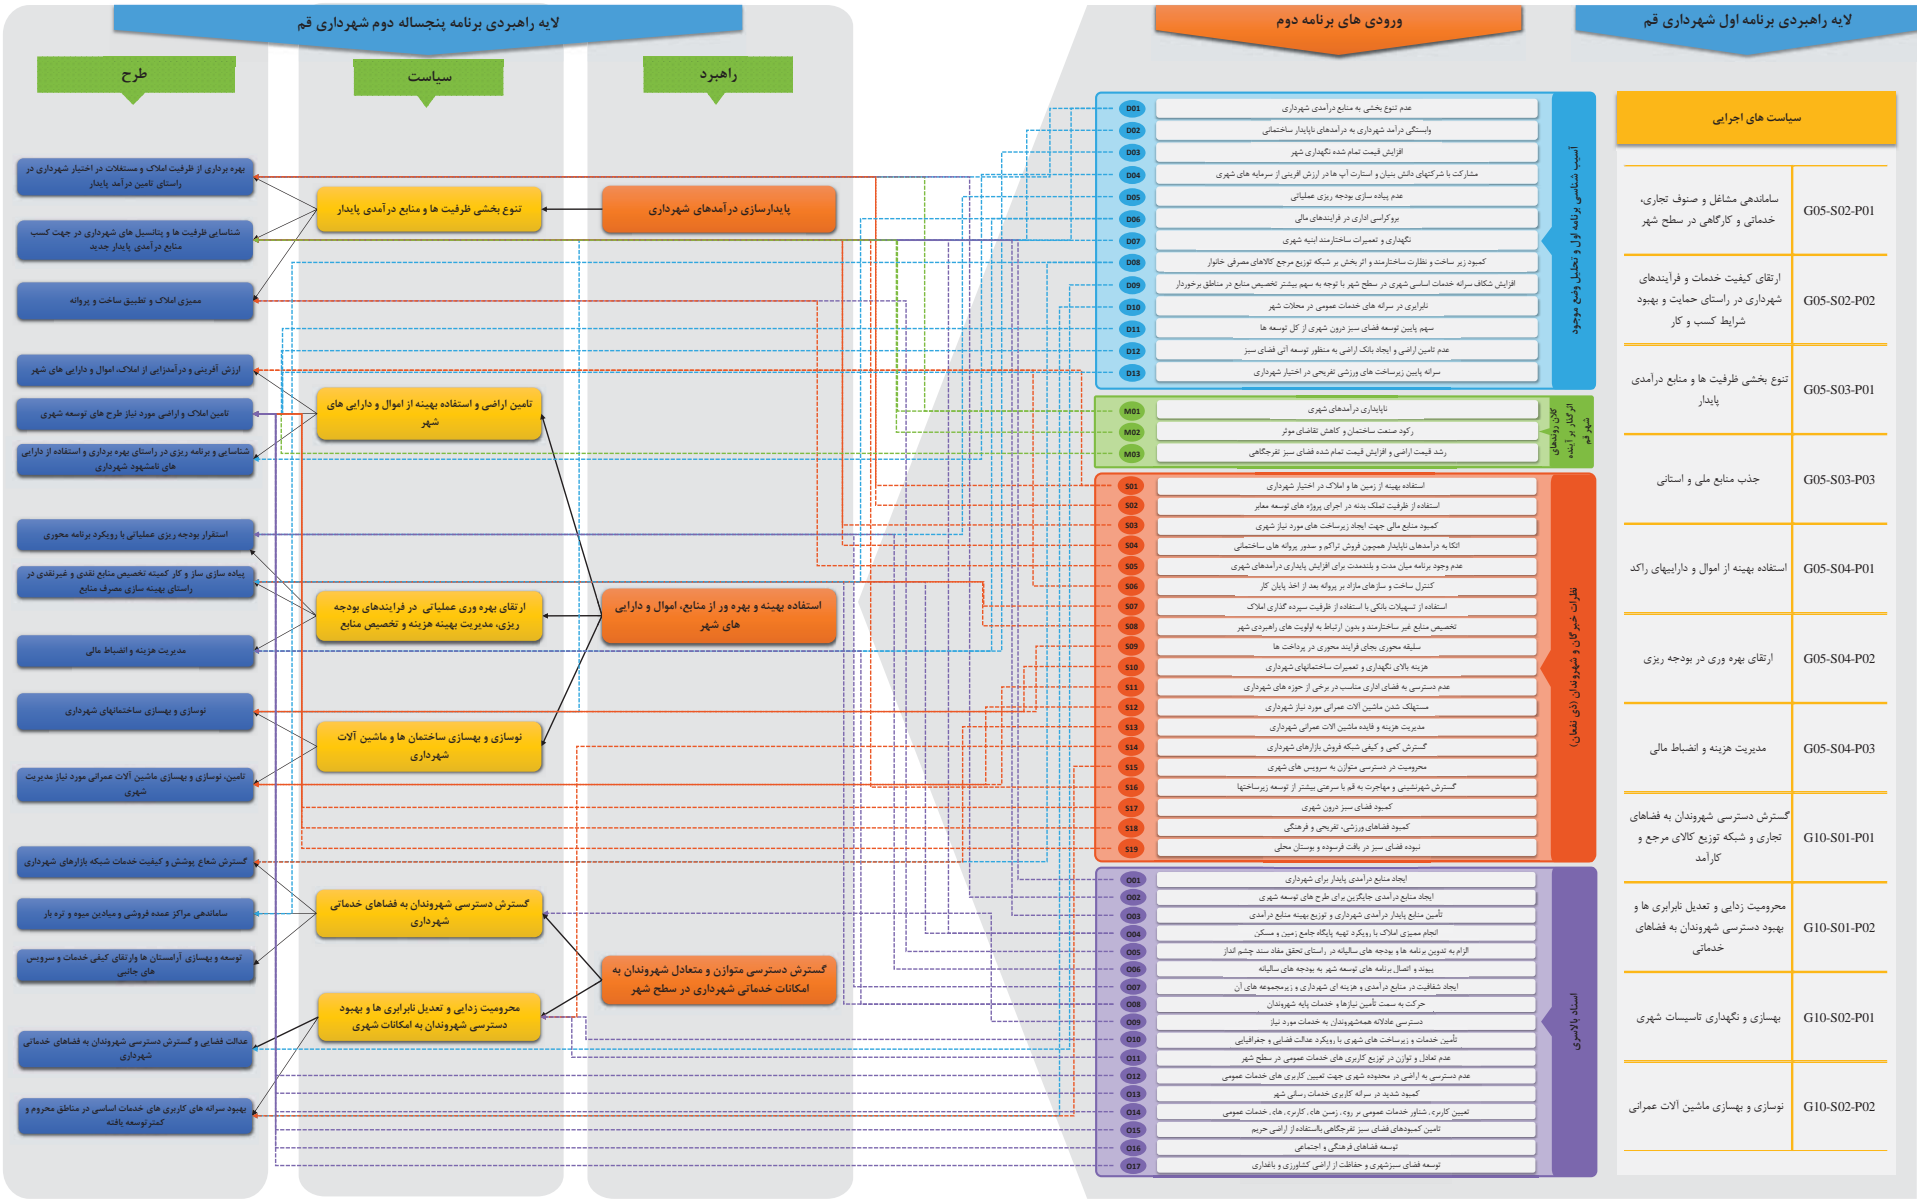 لایه راهبردی برنامه اول شهرداری قم
ورودی های برنامه دوم
لایه راهبردی برنامه پنجساله دوم شهرداری قم
سیاست های اجرایی
G05-S02-P01
ساماندهی مشاغل و صنوف تجاری،
خدماتی و کارگاهی در سطح شهر
G05-S02-P02
ارتقای کیفیت خدمات و فرآیندهای
شهرداری در راستای حمایت و بهبود
شرایط کسب و کار
G05-S03-P01
تنوع بخشی ظرفیت ها و منابع درآمدی
پایدار
G05-S03-P03
جذب منابع ملی و استانی
G05-S04-P01
استفاده بهینه از اموال و داراییهای راکد
G05-S04-P02
ارتقای بهره وری در بودجه ریزی
G05-S04-P03
مدیریت هزینه و انضباط مالی
G10-S01-P01
گسترش دسترسی شهروندان به فضاهای
تجاری و شبکه توزیع کالای مرجع و
کارآمد
G10-S01-P02
محرومیت زدایی و تعدیل نابرابری ها و
بهبود دسترسی شهروندان به فضاهای
خدماتی
G10-S02-P01
بهسازی و نگهداری تاسیسات شهری
G10-S02-P02
نوسازی و بهسازی ماشین آلات عمرانی
آسیب شناسی برنامه اول و تحلیل وضع موجود
D01 عدم تنوع بخشی به منابع درآمدی شهرداری
D02 وابستگی درآمد شهرداری به درآمدهای ناپایدار ساختمانی
D03 افزایش قیمت تمام شده نگهداری شهر
D04 مشارکت با شرکتهای دانش بنیان و استارت آپ ها در ارزش افرینی از سرمایه های شهری
D05 عدم پیاده سازی بودجه ریزی عملیاتی
D06 بروکراسی اداری در فرایندهای مالی
D07 نگهداری و تعمیرات ساختارمند ابنیه شهری
D08 کمبود زیر ساخت و نظارت ساختارمند و اثر بخش بر شبکه توزیع مرجع کالاهای مصرفی خانوار
D09 افزایش شکاف سرانه خدمات اساسی شهری در سطح شهر با توجه به سهم بیشتر تخصیص منابع در مناطق برخوردار
D10 نابرابری در سرانه های خدمات عمومی در محلات شهر
D11 سهم پایین توسعه فضای سبز درون شهری از کل توسعه ها
D12 عدم تامین اراضی و ایجاد بانک اراضی به منظور توسعه آتی فضای سبز
D13 سرانه پایین زیرساخت های ورزشی تفریحی در اختیار شهرداری
کلان روندهای
اثرگذار بر آینده
شهر قم
M01 ناپایداری درآمدهای شهری
M02 رکود صنعت ساختمان و کاهش تقاضای موثر
M03 رشد قیمت اراضی و افزایش قیمت تمام شده فضای سبز تفرجگاهی
نظرات خبرگان و شهروندان (ذی نفعان)
S01 استفاده بهینه از زمین ها و املاک در اختیار شهرداری
S02 استفاده از ظرفیت تملک بدنه در اجرای پروژه های توسعه معابر
S03 کمبود منابع مالی جهت ایجاد زیرساخت های مورد نیاز شهری
S04 اتکا به درآمدهای ناپایدار همچون فروش تراکم و صدور پروانه های ساختمانی
S05 عدم وجود برنامه میان مدت و بلندمدت برای افزایش پایداری درآمدهای شهری
S06 کنترل ساخت و سازهای مازاد بر پروانه بعد از اخذ پایان کار
S07 استفاده از تسهیلات بانکی با استفاده از ظرفیت سپرده گذاری املاک
S08 تخصیص منابع غیر ساختارمند و بدون ارتباط به اولویت های راهبردی شهر
S09 سلیقه محوری بجای فرایند محوری در پرداخت ها
S10 هزینه بالای نگهداری و تعمیرات ساختمانهای شهرداری
S11 عدم دسترسی به فضای اداری مناسب در برخی از حوزه های شهرداری
S12 مستهلک شدن ماشین آلات عمرانی مورد نیاز شهرداری
S13 مدیریت هزینه و فایده ماشین الات عمرانی شهرداری
S14 گسترش کمی و کیفی شبکه فروش بازارهای شهرداری
S15 محرومیت در دسترسی متوازن به سرویس های شهری
S16 گسترش شهرنشینی و مهاجرت به قم با سرعتی بیشتر از توسعه زیرساختها
S17 کمبود فضای سبز درون شهری
S18 کمبود فضاهای ورزشی، تفریحی و فرهنگی
S19 نبوده فضای سبز در بافت فرسوده و بوستان محلی
اسناد بالاسری
O01 ایجاد منابع درآمدی پایدار برای شهرداری
O02 ایجاد منابع درآمدی جایگزین برای طرح های توسعه شهری
O03 تأمین منابع پایدار درآمدی شهرداری و توزیع بهینه منابع درآمدی
O04 انجام ممیزی املاک با رویکرد تهیه پایگاه جامع زمین و مسکن
O05 الزام به تدوین برنامه ها و بودجه های سالیانه در راستای تحقق مفاد سند چشم انداز
O06 پیوند و اتصال برنامه های توسعه شهر به بودجه های سالیانه
O07 ایجاد شفافیت در منابع درآمدی و هزینه ای شهرداری و زیرمجموعه های آن
O08 حرکت به سمت تأمین نیازها و خدمات پایه شهروندان
O09 دسترسی عادلانه همه‌شهروندان به خدمات مورد نیاز
O10 تأمین خدمات و زیرساخت های شهری با رویکرد عدالت فضایی و جغرافیایی
O11 عدم تعادل و توازن در توزیع کاربری های خدمات عمومی در سطح شهر
O12 عدم دسترسی به اراضی در محدوده شهری جهت تعیین کاربری های خدمات عمومی
O13 کمبود شدید در سرانه کاربری خدمات رسانی شهر
O14 تعیین کاربری شناور خدمات عمومی بر روی زمین های کاربری های خدمات عمومی
O15 تامین کمبودهای فضای سبز تفرجگاهی بااستفاده از اراضی حریم
O16 توسعه فضاهای فرهنگی و اجتماعی
O17 توسعه فضای سبزشهری و حفاظت از اراضی کشاورزی و باغداری
راهبرد
پایدارسازی درآمدهای شهرداری
استفاده بهینه و بهره ور از منابع، اموال و دارایی
های شهر
گسترش دسترسی متوازن و متعادل شهروندان به
امکانات خدماتی شهرداری در سطح شهر
سیاست
تنوع بخشی ظرفیت ها و منابع درآمدی پایدار
تامین اراضی و استفاده بهینه از اموال و دارایی های
شهر
ارتقای بهره وری عملیاتی در فرایندهای بودجه
ریزی، مدیریت بهینه هزینه و تخصیص منابع
نوسازی و بهسازی ساختمان ها و ماشین آلات
شهرداری
گسترش دسترسی شهروندان به فضاهای خدماتی
شهرداری
محرومیت زدایی و تعدیل نابرابری ها و بهبود
دسترسی شهروندان به امکانات شهری
طرح
بهره برداری از ظرفیت املاک و مستغلات در اختیار شهرداری در
راستای تامین درآمد پایدار
شناسایی ظرفیت ها و پتانسیل های شهرداری در جهت کسب
منابع درآمدی پایدار جدید
ممیزی املاک و تطبیق ساخت و پروانه
ارزش آفرینی و درآمدزایی از املاک، اموال و دارایی های شهر
تامین املاک و اراضی مورد نیاز طرح های توسعه شهری
شناسایی و برنامه ریزی در راستای بهره برداری و استفاده از دارایی
های نامشهود شهرداری
استقرار بودجه ریزی عملیاتی با رویکرد برنامه محوری
پیاده سازی ساز و کار کمیته تخصیص منابع نقدی و غیرنقدی در
راستای بهینه سازی مصرف منابع
مدیریت هزینه و انضباط مالی
نوسازی و بهسازی ساختمانهای شهرداری
تامین، نوسازی و بهسازی ماشین آلات عمرانی مورد نیاز مدیریت
شهری
گسترش شعاع پوشش و کیفیت خدمات شبکه بازارهای شهرداری
ساماندهی مراکز عمده فروشی و میادین میوه و تره بار
توسعه و بهسازی آرامستان ها وارتقای کیفی خدمات و سرویس
های جانبی
عدالت فضایی و گسترش دسترسی شهروندان به فضاهای خدماتی
شهرداری
بهبود سرانه های کاربری های خدمات اساسی در مناطق محروم و
کمتر توسعه یافته